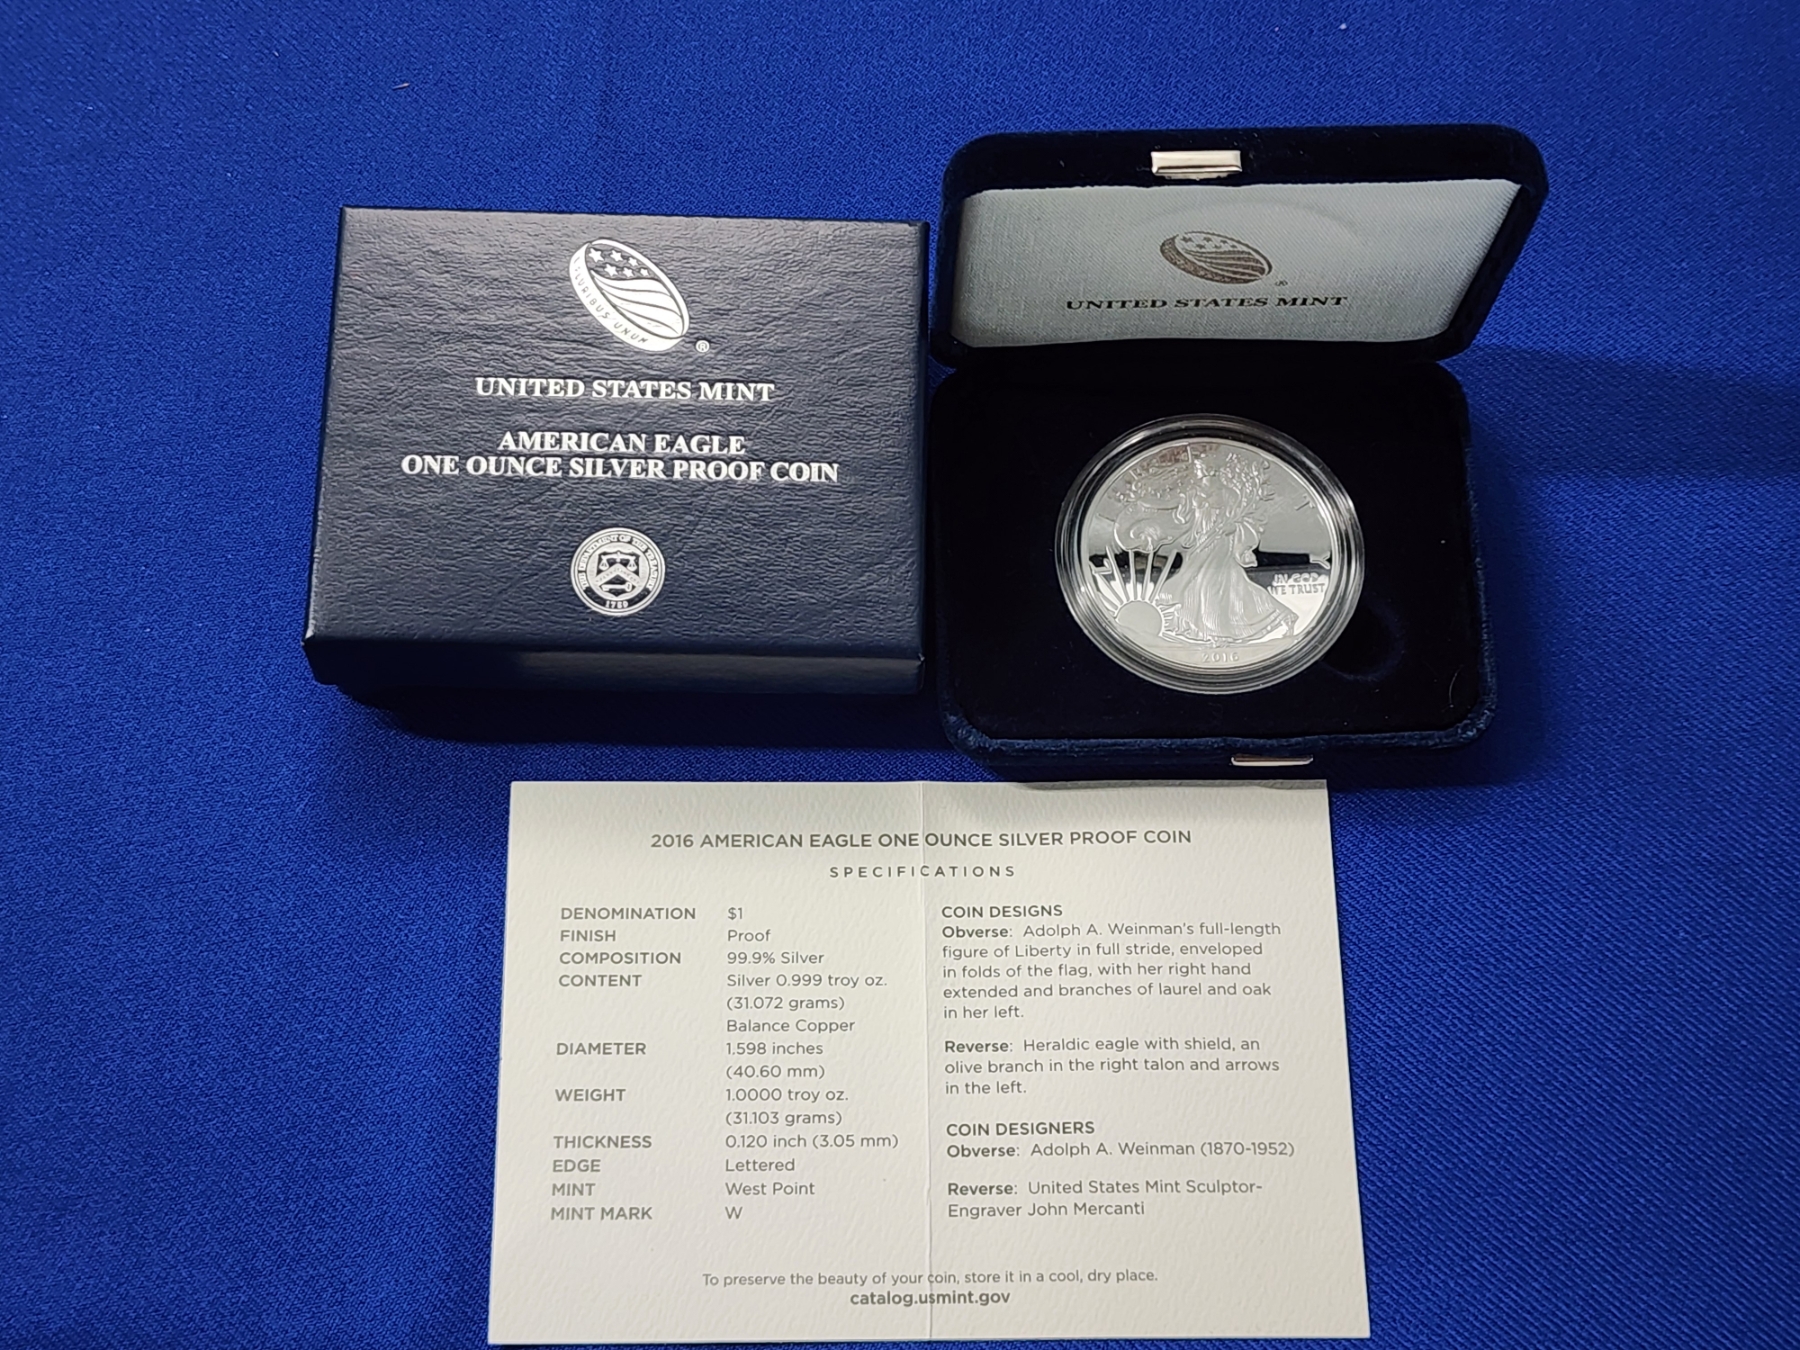 E PLURIBUS UNUM
®
UNITED STATES MINT
AMERICAN EAGLE
ONE OUNCE SILVER PROOF COIN
THE DEPARTMENT OF THE TREASURY
1789
®
UNITED STATES MINT
IN GOD
WE TRUST
2016
2016 AMERICAN EAGLE ONE OUNCE SILVER PROOF COIN
SPECIFICATIONS
DENOMINATION $1
FINISH Proof
COMPOSITION 99.9% Silver
CONTENT Silver 0.999 troy oz.
(31.072 grams)
Balance Copper
DIAMETER 1.598 inches
(40.60 mm)
WEIGHT 1.0000 troy oz.
(31.103 grams)
THICKNESS 0.120 inch (3.05 mm)
EDGE Lettered
MINT West Point
MINT MARK W
COIN DESIGNS
Obverse: Adolph A. Weinman's full-length
figure of Liberty in full stride, enveloped
in folds of the flag, with her right hand
extended and branches of laurel and oak
in her left.
Reverse: Heraldic eagle with shield, an
olive branch in the right talon and arrows
in the left.
COIN DESIGNERS
Obverse: Adolph A. Weinman (1870-1952)
Reverse: United States Mint Sculptor-
Engraver John Mercanti
To preserve the beauty of your coin, store it in a cool, dry place.
catalog.usmint.gov